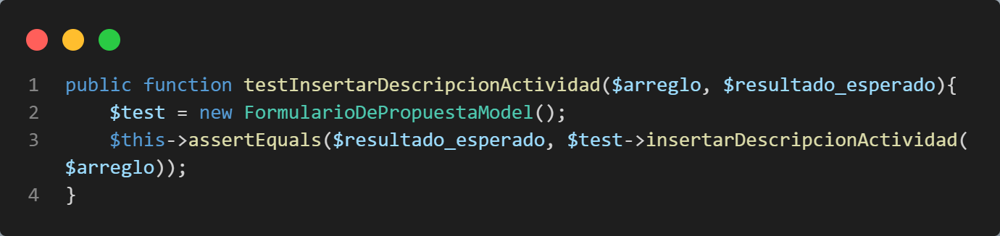 1 public function testInsertarDescripcionActividad($arreglo, $resultado_esperado){
2     $test = new FormularioDePropuestaModel();
3     $this->assertEquals($resultado_esperado, $test->insertarDescripcionActividad(
$arreglo));
4 }